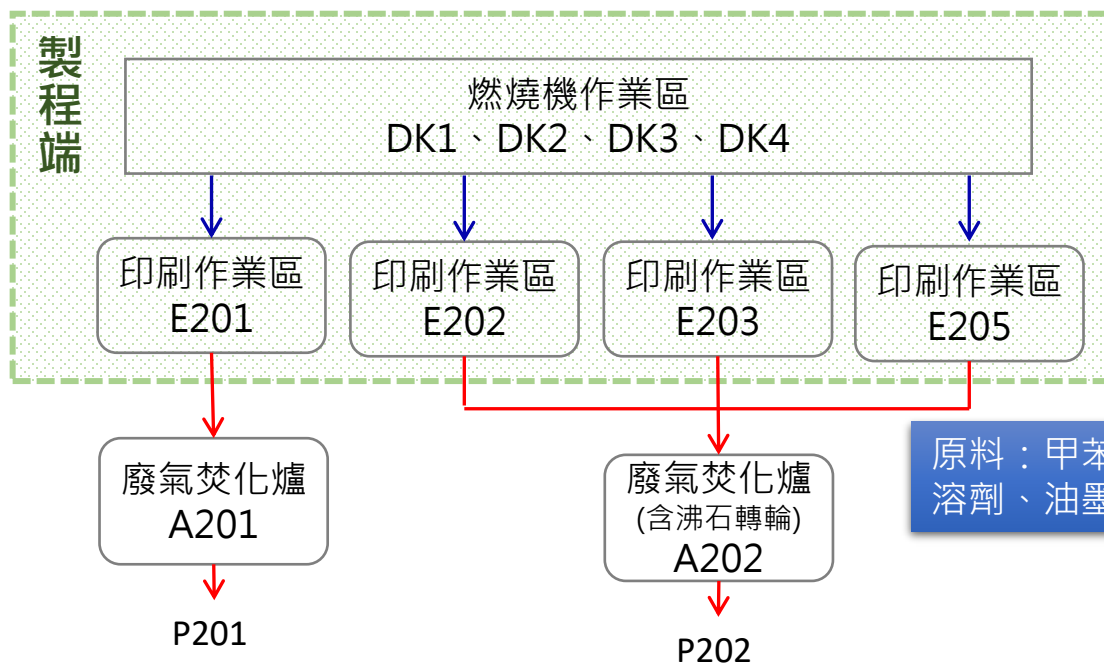 製程端
燃燒機作業區
DK1、DK2、DK3、DK4
印刷作業區
E201
印刷作業區
E202
印刷作業區
E203
印刷作業區
E205
廢氣焚化爐
A201
廢氣焚化爐
(含沸石轉輪)
A202
原料：甲苯
溶劑、油墨
P201
P202